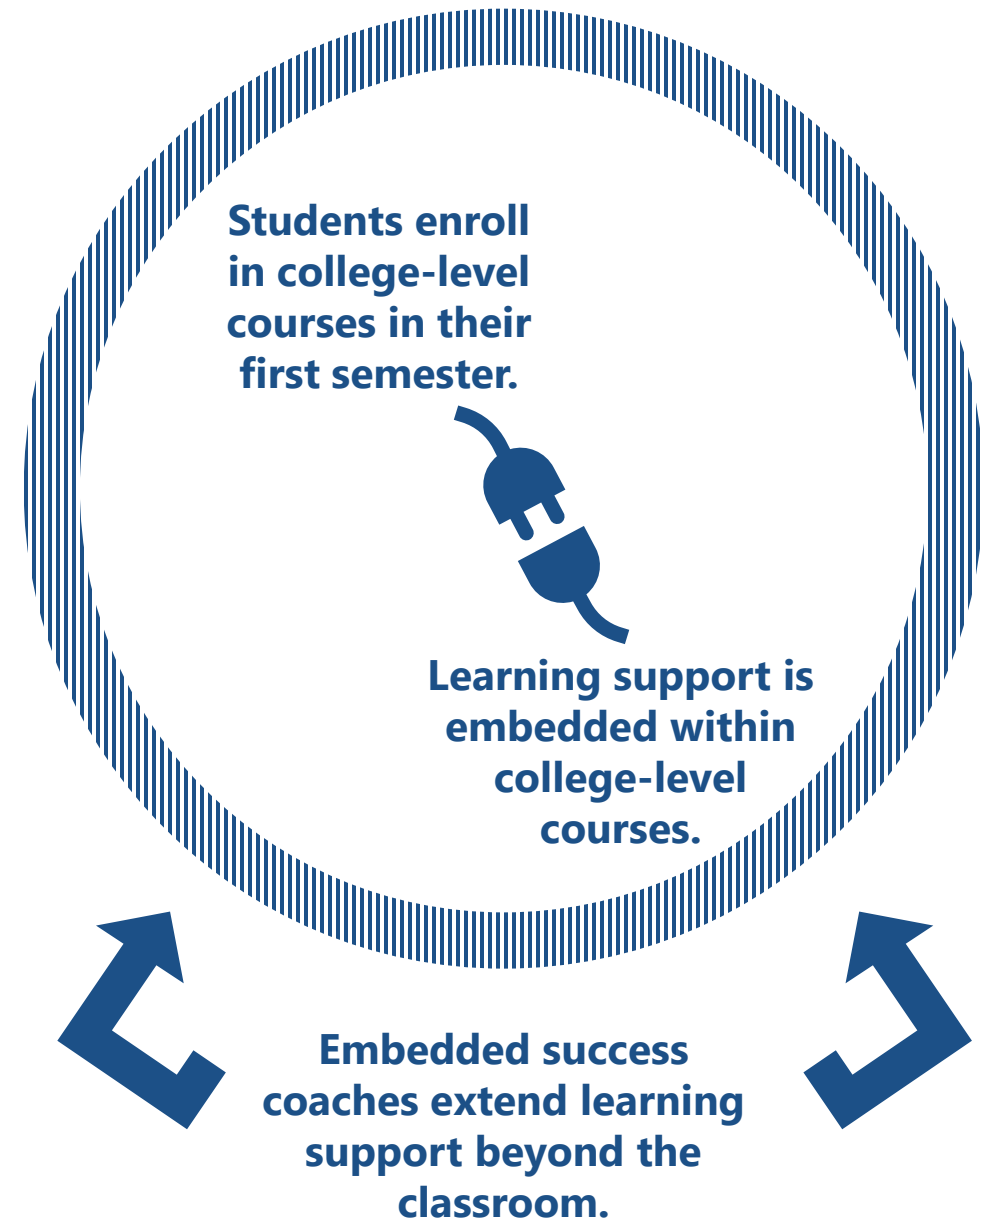 Students enroll
in college-level
courses in their
first semester.
Learning support is
embedded within
college-level
courses.
Embedded success
coaches extend learning
support beyond the
classroom.